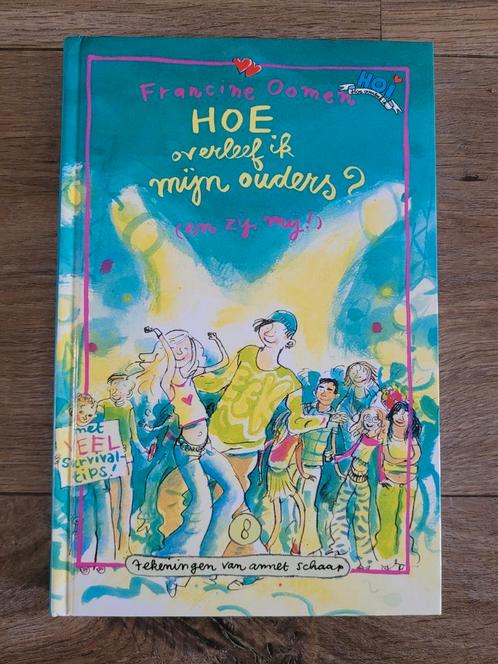 Francine Oomen
HOI
HOE
overleef ik
mijn ouders?
(en zij mij!)
met
VEEL
survival-
tips!
8
tekeningen van annet schaap